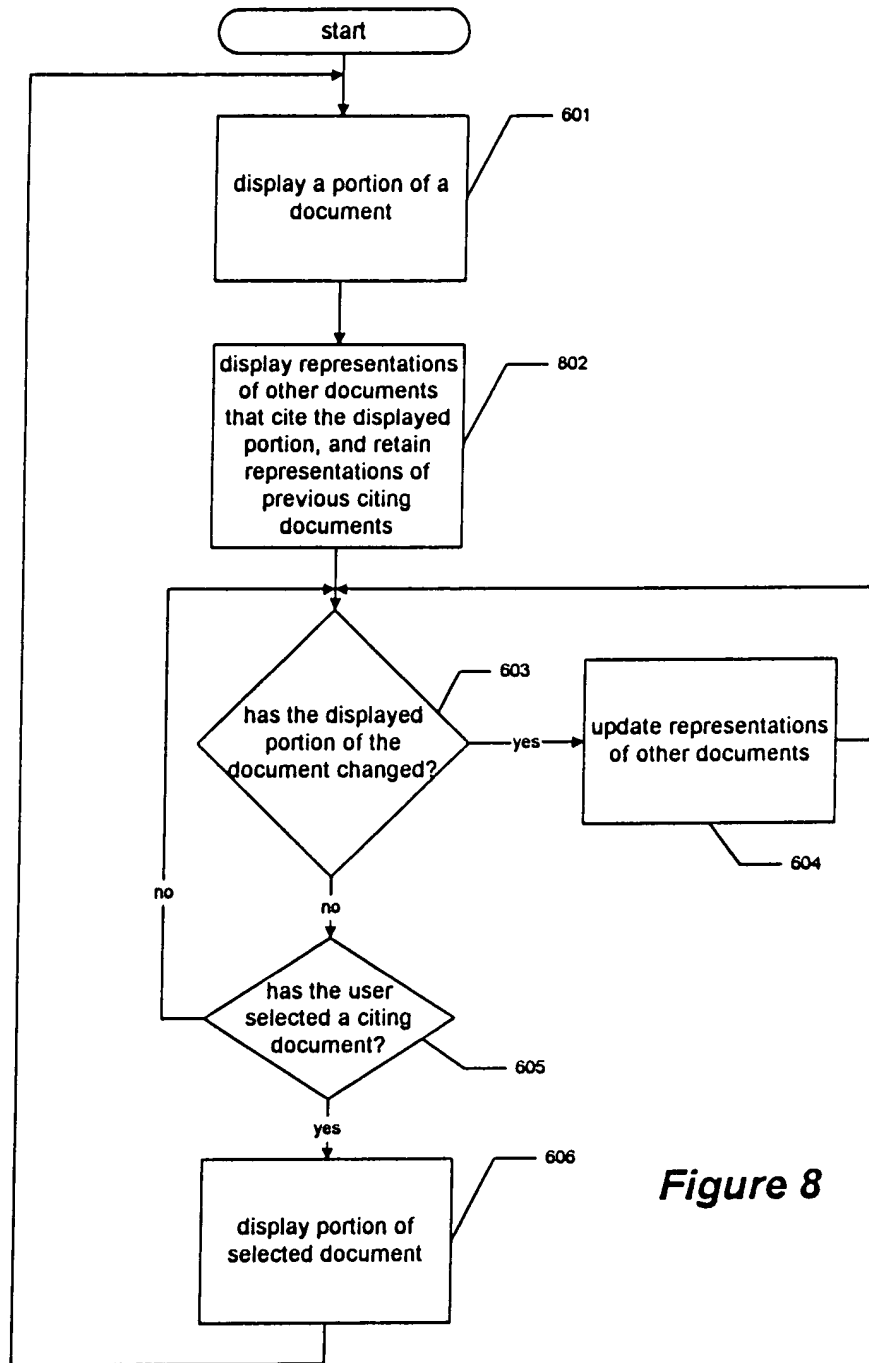 start
601
display a portion of a
document
802
display representations
of other documents
that cite the displayed
portion, and retain
representations of
previous citing
documents
603
has the displayed
portion of the
document changed?
yes
update representations
of other documents
604
no
no
has the user
selected a citing
document?
605
yes
606
display portion of
selected document
Figure 8